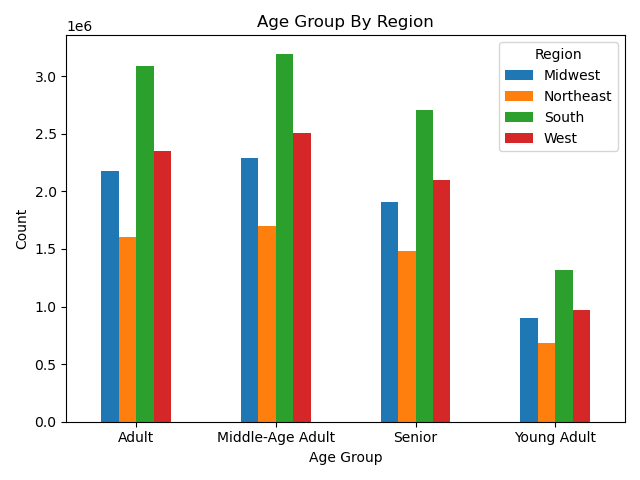 Age Group By Region
1e6
Region
Midwest
Northeast
South
West
3.0
2.5
2.0
1.5
1.0
0.5
0.0
Count
Adult
Middle-Age Adult
Senior
Young Adult
Age Group